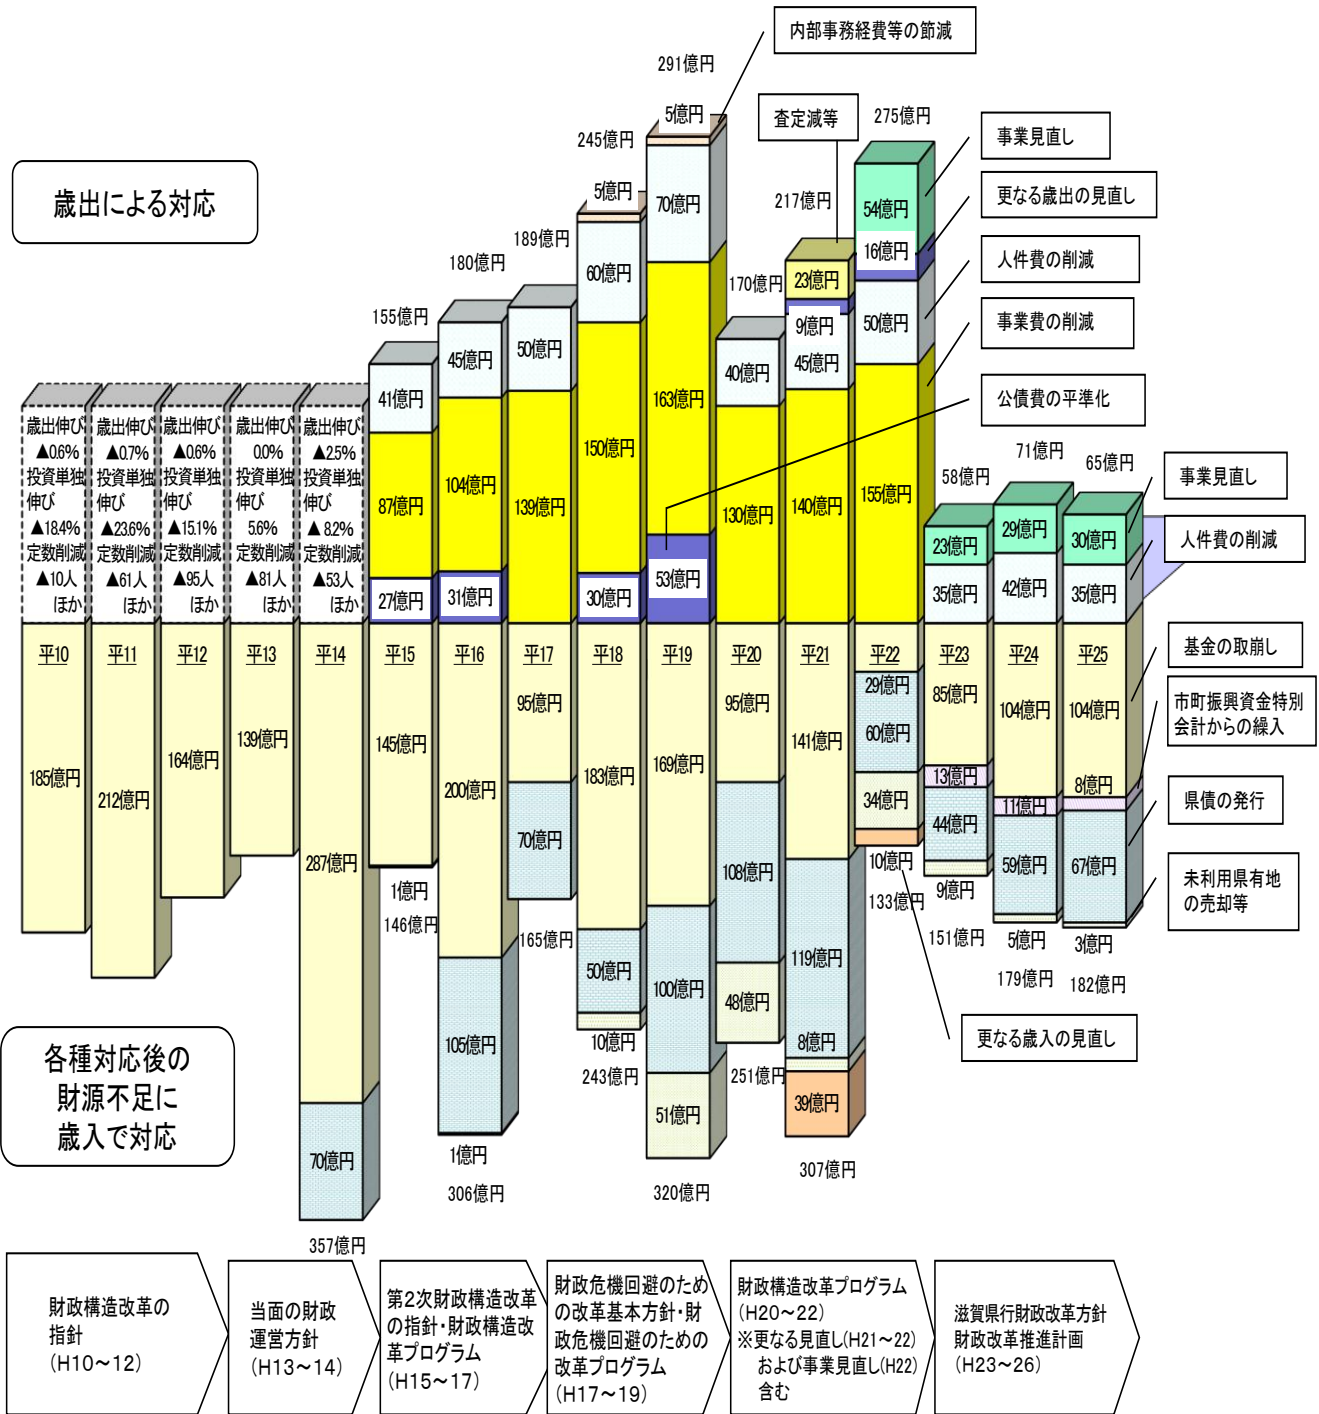 内部事務経費等の節減
291億円
5億円
査定減等
275億円
事業見直し
245億円
歳出による対応
5億円
70億円
217億円
54億円
更なる歳出の見直し
189億円
16億円
人件費の削減
180億円
60億円
170億円
23億円
155億円
9億円
50億円
事業費の削減
45億円
50億円
40億円
45億円
41億円
163億円
公債費の平準化
歳出伸び
▲0.6%
投資単独
伸び
▲18.4%
定数削減
▲10人
ほか
歳出伸び
▲0.7%
投資単独
伸び
▲23.6%
定数削減
▲61人
ほか
歳出伸び
▲0.6%
投資単独
伸び
▲15.1%
定数削減
▲95人
ほか
歳出伸び
0.0%
投資単独
伸び
5.6%
定数削減
▲81人
ほか
歳出伸び
▲2.5%
投資単独
伸び
▲8.2%
定数削減
▲53人
ほか
87億円
104億円
139億円
150億円
130億円
140億円
155億円
58億円
71億円
65億円
事業見直し
23億円
29億円
30億円
人件費の削減
27億円
31億円
30億円
53億円
35億円
42億円
35億円
平10
平11
平12
平13
平14
平15
平16
平17
平18
平19
平20
平21
平22
平23
平24
平25
基金の取崩し
185億円
212億円
164億円
139億円
287億円
145億円
200億円
95億円
183億円
169億円
95億円
141億円
29億円
85億円
104億円
104億円
市町振興資金特別
会計からの繰入
60億円
13億円
11億円
8億円
県債の発行
34億円
44億円
59億円
67億円
70億円
108億円
1億円
10億円
9億円
未利用県有地
の売却等
146億円
165億円
133億円
151億円
5億円
3億円
50億円
100億円
119億円
179億円
182億円
48億円
更なる歳入の見直し
各種対応後の
財源不足に
歳入で対応
105億円
10億円
8億円
243億円
251億円
39億円
51億円
70億円
1億円
307億円
306億円
320億円
357億円
財政構造改革の
指針
(H10～12)
当面の財政
運営方針
(H13～14)
第2次財政構造改革
の指針・財政構造改
革プログラム
(H15～17)
財政危機回避のため
の改革基本方針・財
政危機回避のための
改革プログラム
(H17～19)
財政構造改革プログラム
(H20～22)
※更なる見直し(H21～22)
および事業見直し(H22)
含む
滋賀県行財政改革方針
財政改革推進計画
(H23～26)